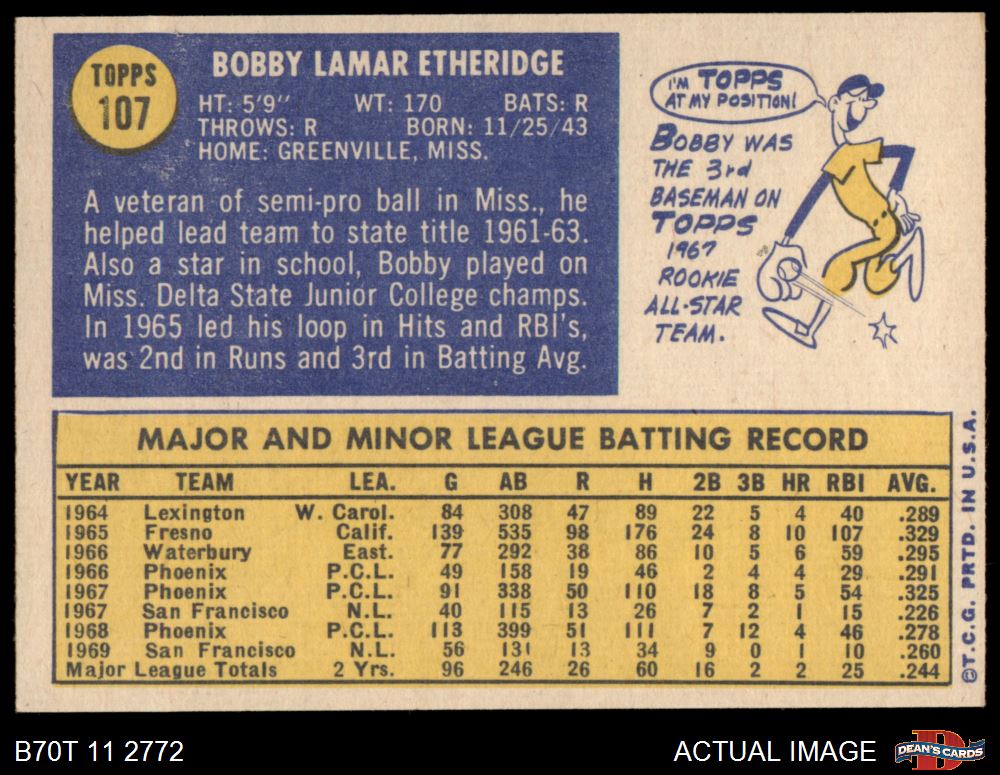 TOPPS
107
BOBBY LAMAR ETHERIDGE
HT: 5'9" WT: 170 BATS: R
THROWS: R BORN: 11/25/43
HOME: GREENVILLE, MISS.
A veteran of semi-pro ball in Miss., he
helped lead team to state title 1961-63.
Also a star in school, Bobby played on
Miss. Delta State Junior College champs.
In 1965 led his loop in Hits and RBI's,
was 2nd in Runs and 3rd in Batting Avg.
I'M TOPPS
AT MY POSITION!
BOBBY WAS
THE 3rd
BASEMAN ON
TOPPS
1967
ROOKIE
ALL-STAR
TEAM.
MAJOR AND MINOR LEAGUE BATTING RECORD
YEAR TEAM LEA. G AB R H 2B 3B HR RBI AVG.
1964 Lexington W. Carol. 84 308 47 89 22 5 4 40 .289
1965 Fresno Calif. 139 535 98 176 24 8 10 107 .329
1966 Waterbury East. 77 292 38 86 10 5 6 59 .295
1966 Phoenix P.C.L. 49 158 19 46 2 4 4 29 .291
1967 Phoenix P.C.L. 91 338 50 110 18 8 5 54 .325
1967 San Francisco N.L. 40 115 13 26 7 2 1 15 .226
1968 Phoenix P.C.L. 113 399 51 111 7 12 4 46 .278
1969 San Francisco N.L. 56 131 13 34 9 0 1 10 .260
Major League Totals 2 Yrs. 96 246 26 60 16 2 2 25 .244
©T.C.G. PRTD. IN U.S.A.
B70T 11 2772
ACTUAL IMAGE
D
DEAN'S CARDS